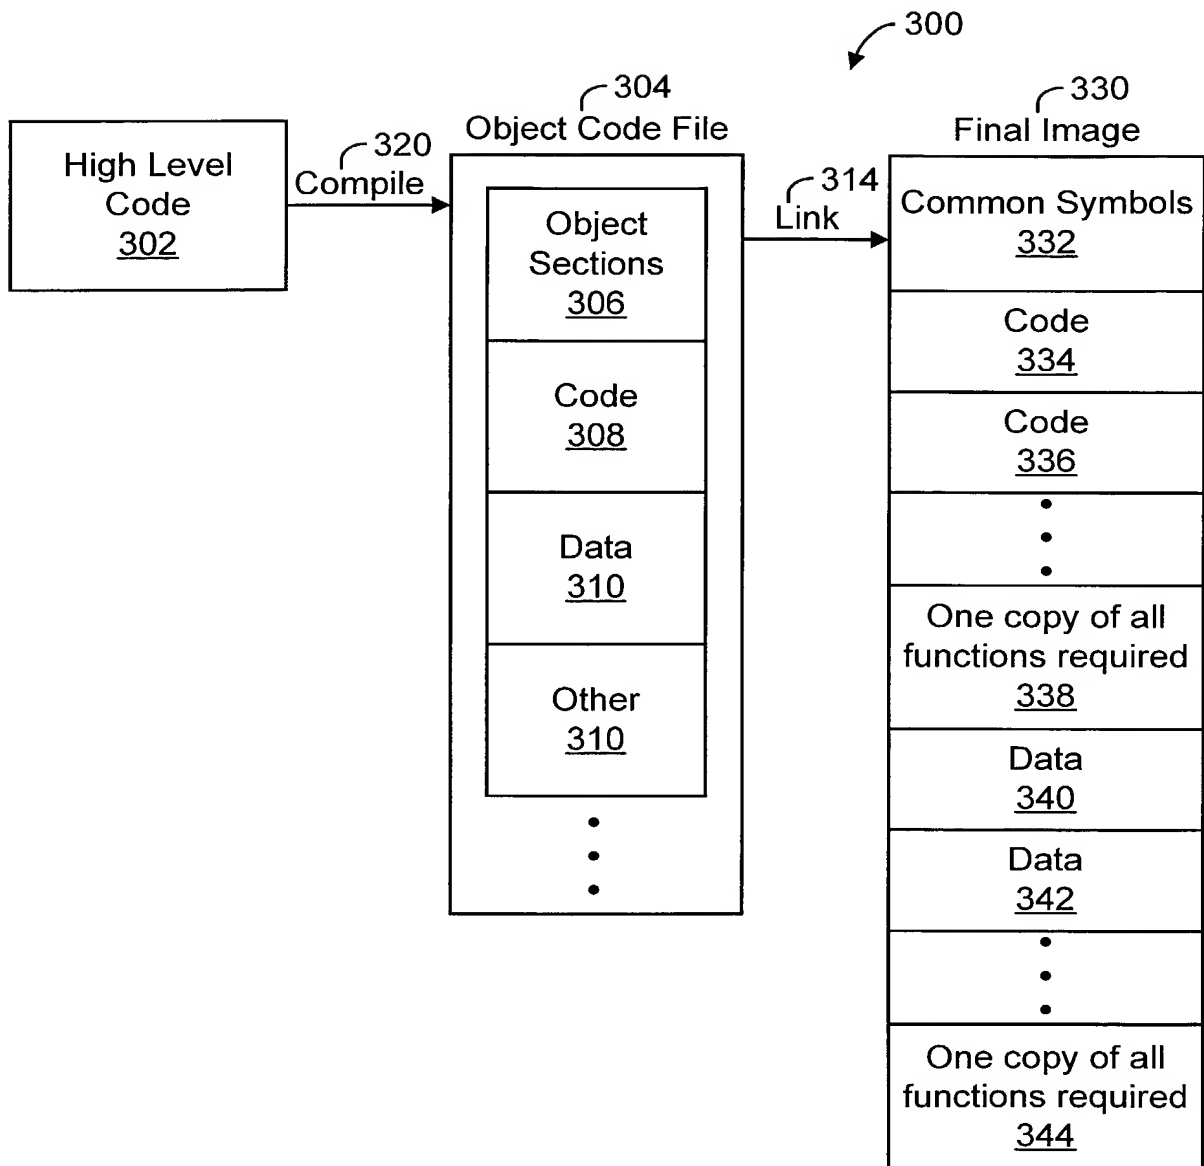 300
High Level
Code
302
320
Compile
304
Object Code File
Object
Sections
306
Code
308
Data
310
Other
310
314
Link
330
Final Image
Common Symbols
332
Code
334
Code
336
One copy of all
functions required
338
Data
340
Data
342
One copy of all
functions required
344